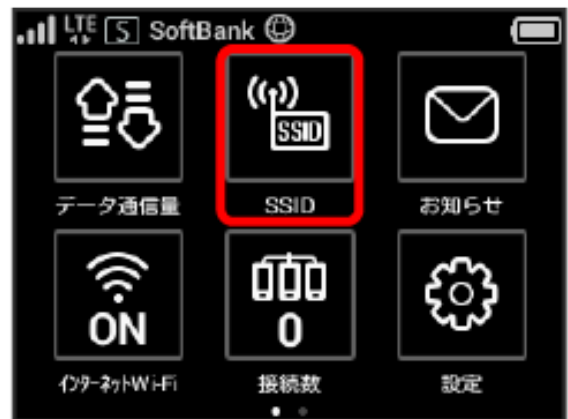 LTE S SoftBank
SSID
データ通信量 SSID お知らせ
ON 0
インターネットWi-Fi 接続数 設定